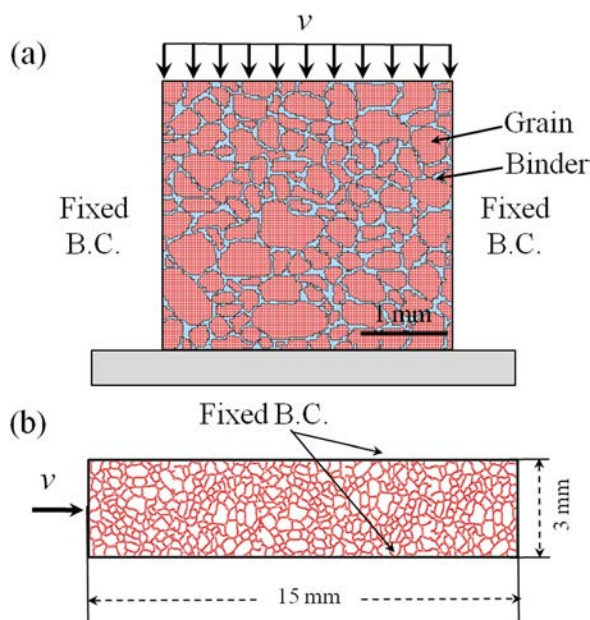 v
(a)
Grain
Binder
Fixed
B.C.
Fixed
B.C.
1 mm
Fixed B.C.
(b)
v
3 mm
15 mm